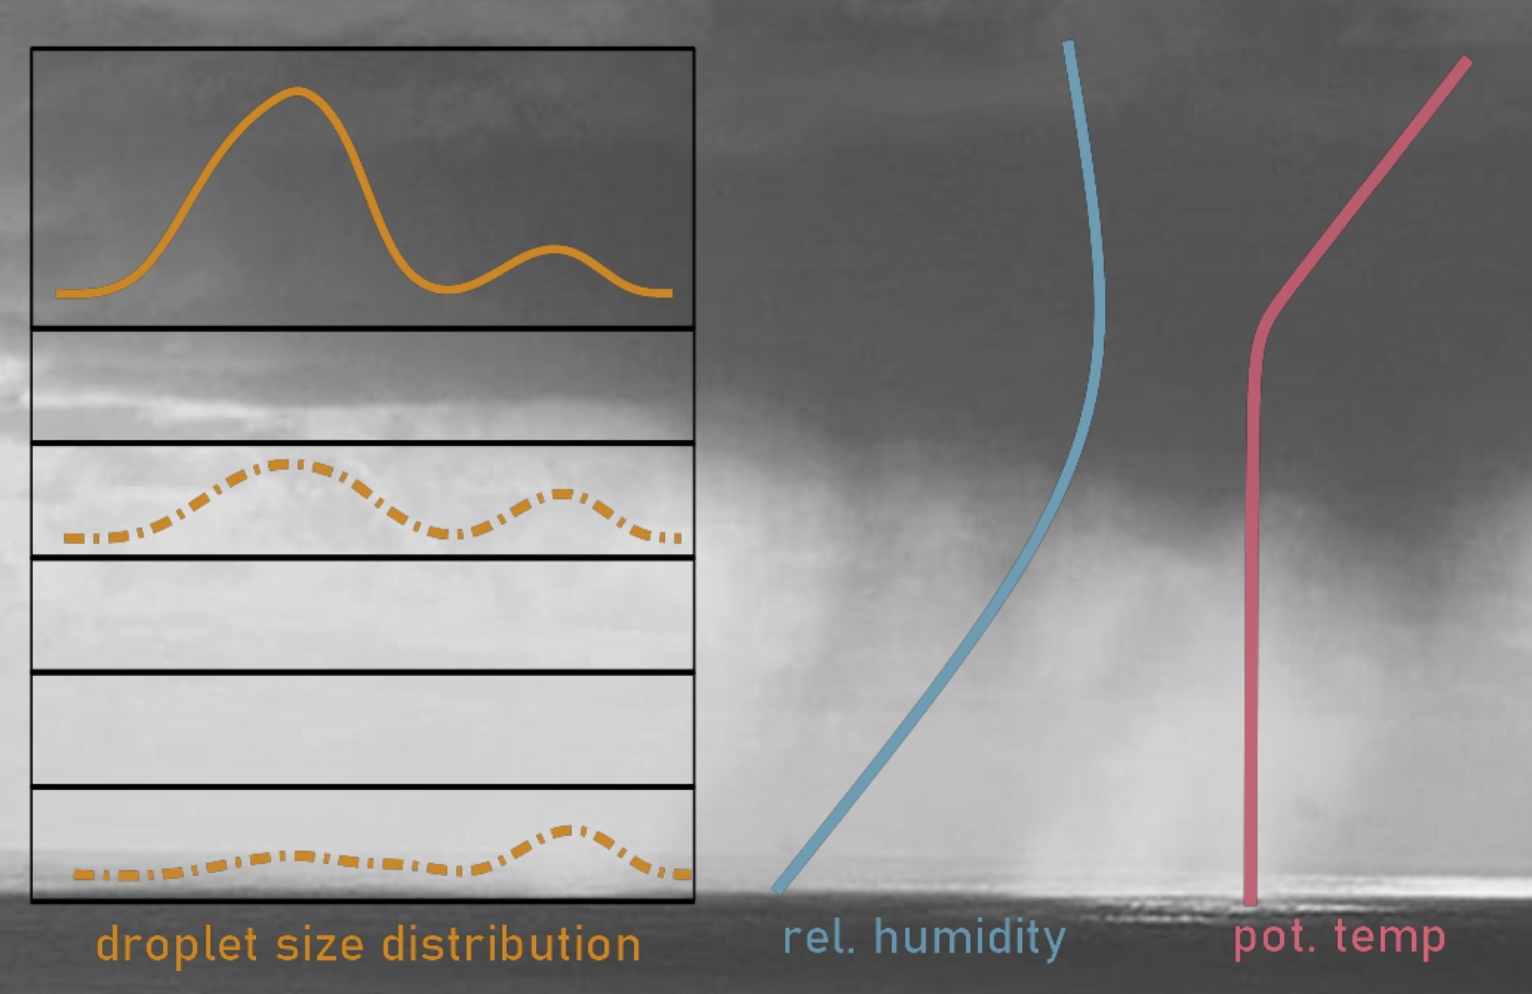 droplet size distribution
rel. humidity
pot. temp